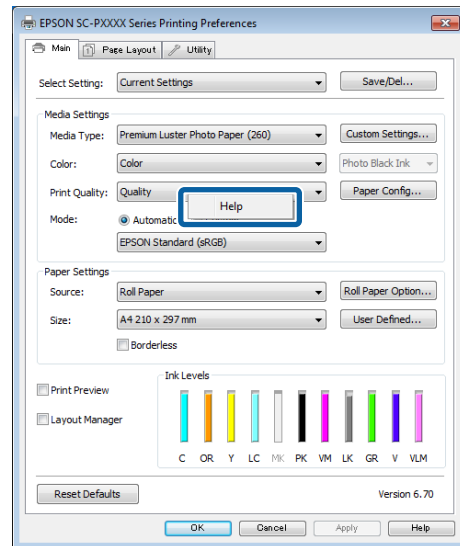 EPSON SC-PXXXX Series Printing Preferences
Main Page Layout Utility
Select Setting: Current Settings Save/Del...
Media Settings
Media Type: Premium Luster Photo Paper (260) Custom Settings...
Color: Color Photo Black Ink
Print Quality: Quality Paper Config...
Help
Mode: Automatic
EPSON Standard (sRGB)
Paper Settings
Source: Roll Paper Roll Paper Option...
Size: A4 210 x 297 mm User Defined...
Borderless
Ink Levels
Print Preview
Layout Manager
C OR Y LC MK PK VM LK GR V VLM
Reset Defaults Version 6.70
OK Cancel Apply Help